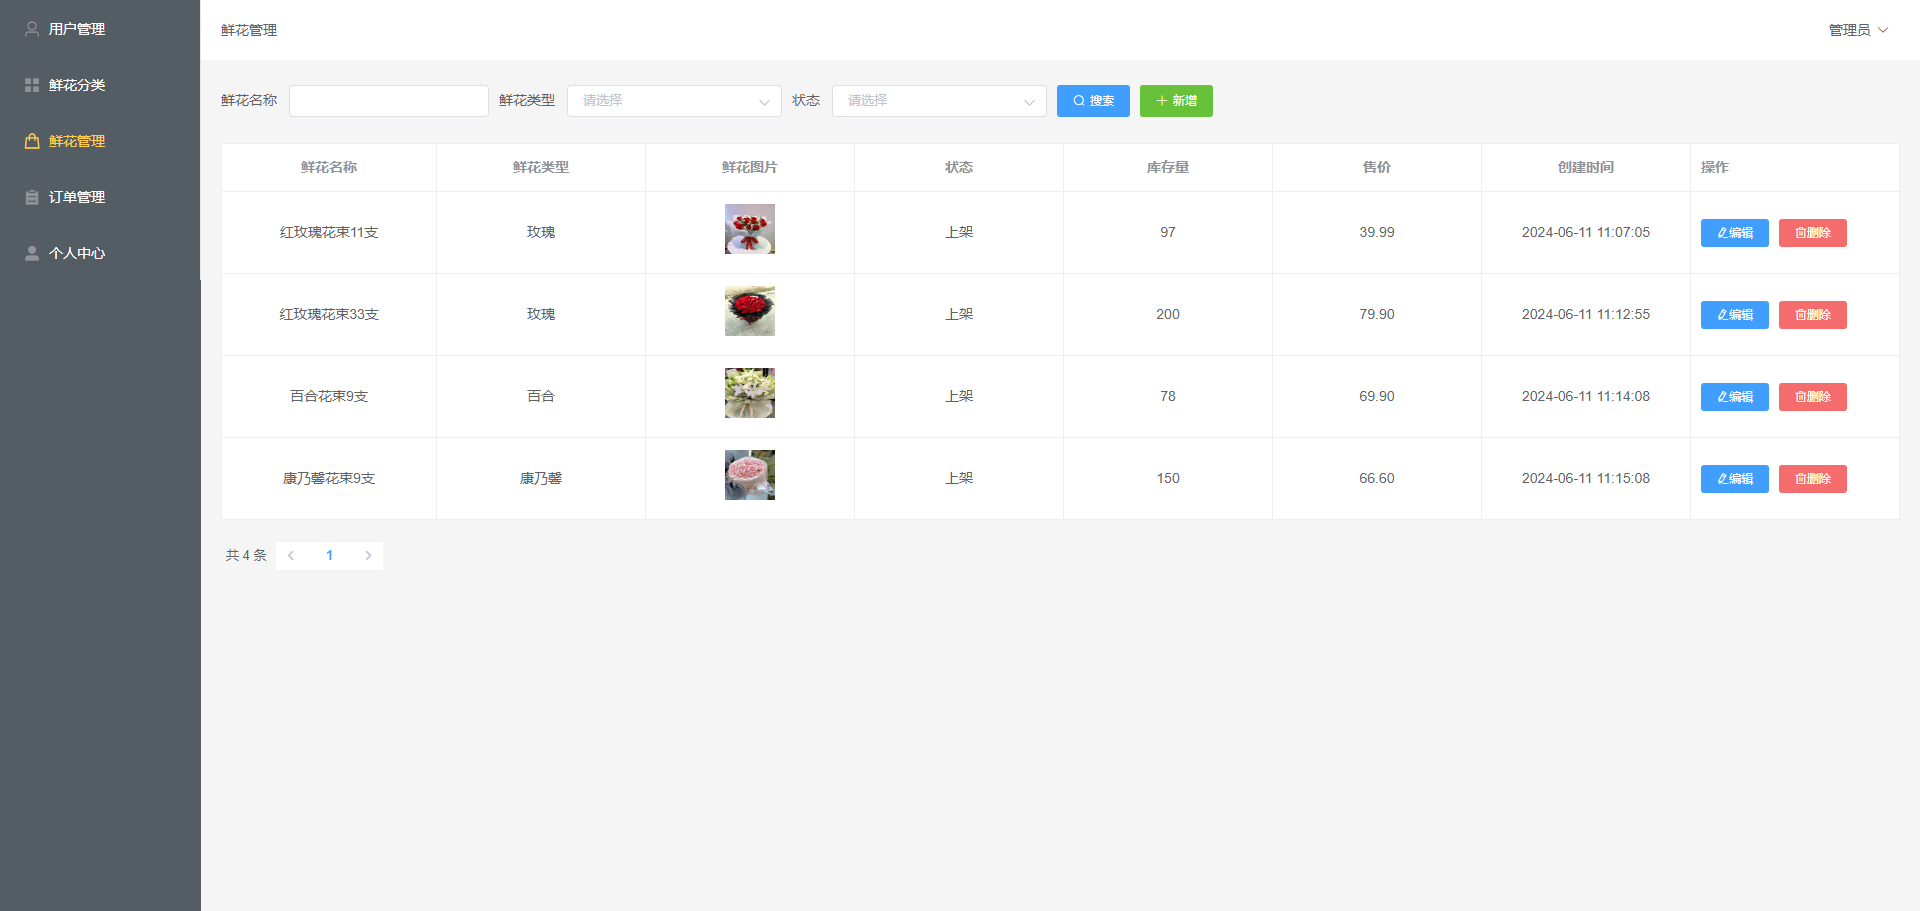 用户管理
鲜花分类
鲜花管理
订单管理
个人中心
鲜花管理
管理员
鲜花名称 鲜花类型 请选择 状态 请选择 搜索 新增
鲜花名称 鲜花类型 鲜花图片 状态 库存量 售价 创建时间 操作
红玫瑰花束11支 玫瑰 上架 97 39.99 2024-06-11 11:07:05 编辑 删除
红玫瑰花束33支 玫瑰 上架 200 79.90 2024-06-11 11:12:55 编辑 删除
百合花束9支 百合 上架 78 69.90 2024-06-11 11:14:08 编辑 删除
康乃馨花束9支 康乃馨 上架 150 66.60 2024-06-11 11:15:08 编辑 删除
共 4 条 1